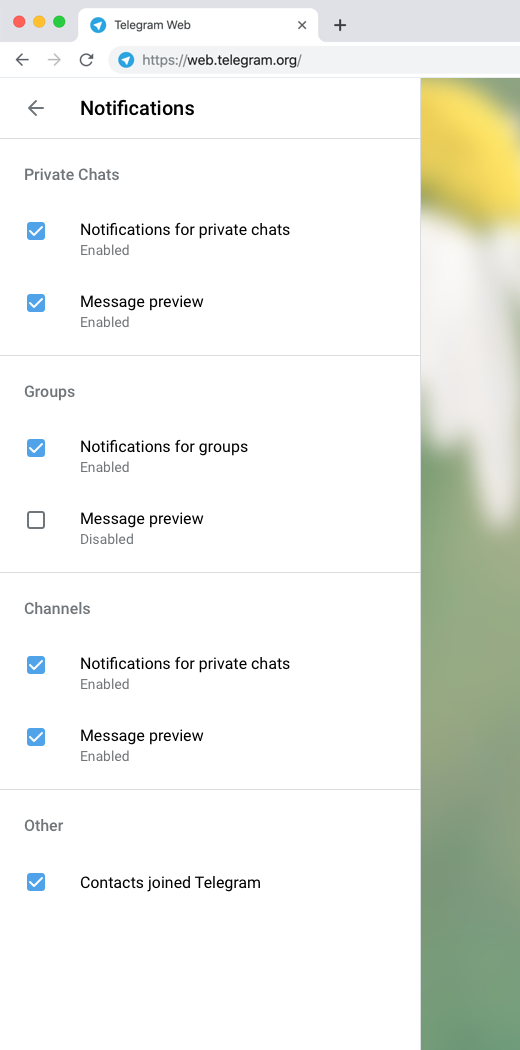 Telegram Web
https://web.telegram.org/
Notifications
Private Chats
Notifications for private chats
Enabled
Message preview
Enabled
Groups
Notifications for groups
Enabled
Message preview
Disabled
Channels
Notifications for private chats
Enabled
Message preview
Enabled
Other
Contacts joined Telegram